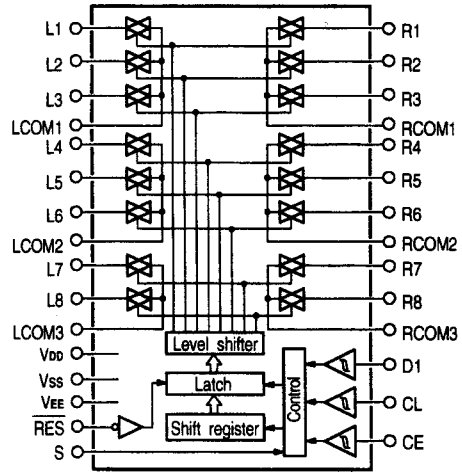 L1 R1
L2 R2
L3 R3
LCOM1 RCOM1
L4 R4
L5 R5
L6 R6
LCOM2 RCOM2
L7 R7
L8 R8
LCOM3 RCOM3
Level shifter
VDD
D1
VSS
Latch
Control
VEE
CL
RES
Shift register
S
CE